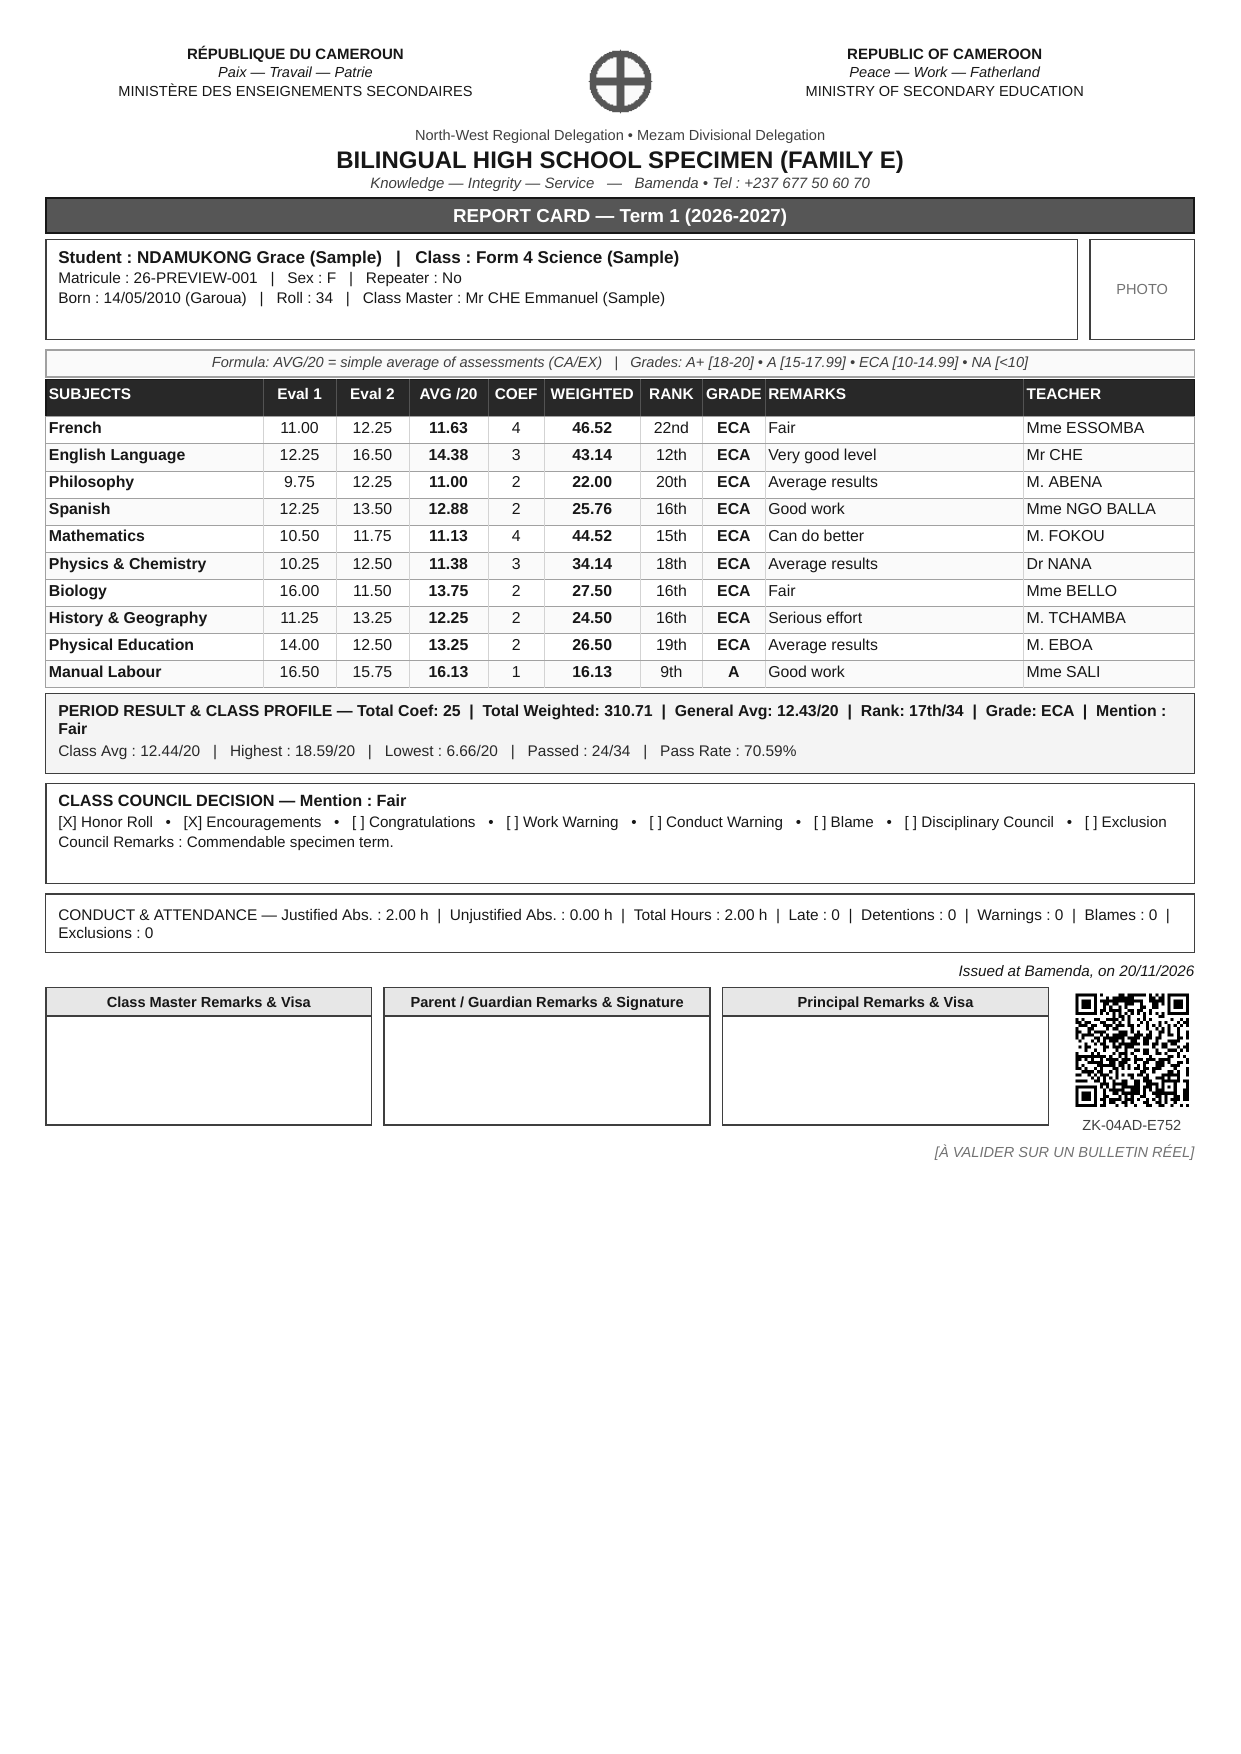 RÉPUBLIQUE DU CAMEROUN
Paix — Travail — Patrie
MINISTÈRE DES ENSEIGNEMENTS SECONDAIRES
REPUBLIC OF CAMEROON
Peace — Work — Fatherland
MINISTRY OF SECONDARY EDUCATION
North-West Regional Delegation • Mezam Divisional Delegation
BILINGUAL HIGH SCHOOL SPECIMEN (FAMILY E)
Knowledge — Integrity — Service — Bamenda • Tel : +237 677 50 60 70
REPORT CARD — Term 1 (2026-2027)
Student : NDAMUKONG Grace (Sample) | Class : Form 4 Science (Sample)
Matricule : 26-PREVIEW-001 | Sex : F | Repeater : No
Born : 14/05/2010 (Garoua) | Roll : 34 | Class Master : Mr CHE Emmanuel (Sample)
PHOTO
Formula: AVG/20 = simple average of assessments (CA/EX) | Grades: A+ [18-20] • A [15-17.99] • ECA [10-14.99] • NA [<10]
SUBJECTS Eval 1 Eval 2 AVG /20 COEF WEIGHTED RANK GRADE REMARKS TEACHER
French 11.00 12.25 11.63 4 46.52 22nd ECA Fair Mme ESSOMBA
English Language 12.25 16.50 14.38 3 43.14 12th ECA Very good level Mr CHE
Philosophy 9.75 12.25 11.00 2 22.00 20th ECA Average results M. ABENA
Spanish 12.25 13.50 12.88 2 25.76 16th ECA Good work Mme NGO BALLA
Mathematics 10.50 11.75 11.13 4 44.52 15th ECA Can do better M. FOKOU
Physics & Chemistry 10.25 12.50 11.38 3 34.14 18th ECA Average results Dr NANA
Biology 16.00 11.50 13.75 2 27.50 16th ECA Fair Mme BELLO
History & Geography 11.25 13.25 12.25 2 24.50 16th ECA Serious effort M. TCHAMBA
Physical Education 14.00 12.50 13.25 2 26.50 19th ECA Average results M. EBOA
Manual Labour 16.50 15.75 16.13 1 16.13 9th A Good work Mme SALI
PERIOD RESULT & CLASS PROFILE — Total Coef: 25 | Total Weighted: 310.71 | General Avg: 12.43/20 | Rank: 17th/34 | Grade: ECA | Mention :
Fair
Class Avg : 12.44/20 | Highest : 18.59/20 | Lowest : 6.66/20 | Passed : 24/34 | Pass Rate : 70.59%
CLASS COUNCIL DECISION — Mention : Fair
[X] Honor Roll • [X] Encouragements • [ ] Congratulations • [ ] Work Warning • [ ] Conduct Warning • [ ] Blame • [ ] Disciplinary Council • [ ] Exclusion
Council Remarks : Commendable specimen term.
CONDUCT & ATTENDANCE — Justified Abs. : 2.00 h | Unjustified Abs. : 0.00 h | Total Hours : 2.00 h | Late : 0 | Detentions : 0 | Warnings : 0 | Blames : 0 |
Exclusions : 0
Issued at Bamenda, on 20/11/2026
Class Master Remarks & Visa
Parent / Guardian Remarks & Signature
Principal Remarks & Visa
ZK-04AD-E752
[À VALIDER SUR UN BULLETIN RÉEL]